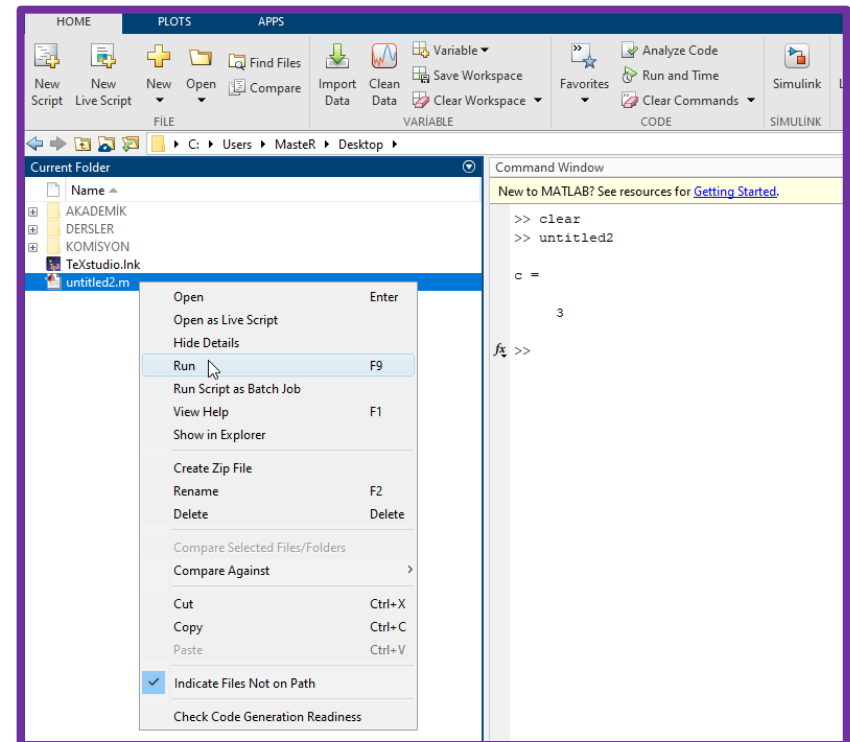 HOME PLOTS APPS
New Script
New Live Script
New
Open
Find Files
Compare
Import Data
Clean Data
Variable
Save Workspace
Clear Workspace
Favorites
Analyze Code
Run and Time
Clear Commands
Simulink
L
FİLE VARİABLE CODE SİMULİNK
C: Users MasteR Desktop
Current Folder
Name
AKADEMİK
DERSLER
KOMİSYON
TeXstudio.lnk
untitled2.m
Open Enter
Open as Live Script
Hide Details
Run F9
Run Script as Batch Job
View Help F1
Show in Explorer
Create Zip File
Rename F2
Delete Delete
Compare Selected Files/Folders
Compare Against
Cut Ctrl+X
Copy Ctrl+C
Paste Ctrl+V
Indicate Files Not on Path
Check Code Generation Readiness
Command Window
New to MATLAB? See resources for Getting Started.
>> clear
>> untitled2
c =
3
fx >>